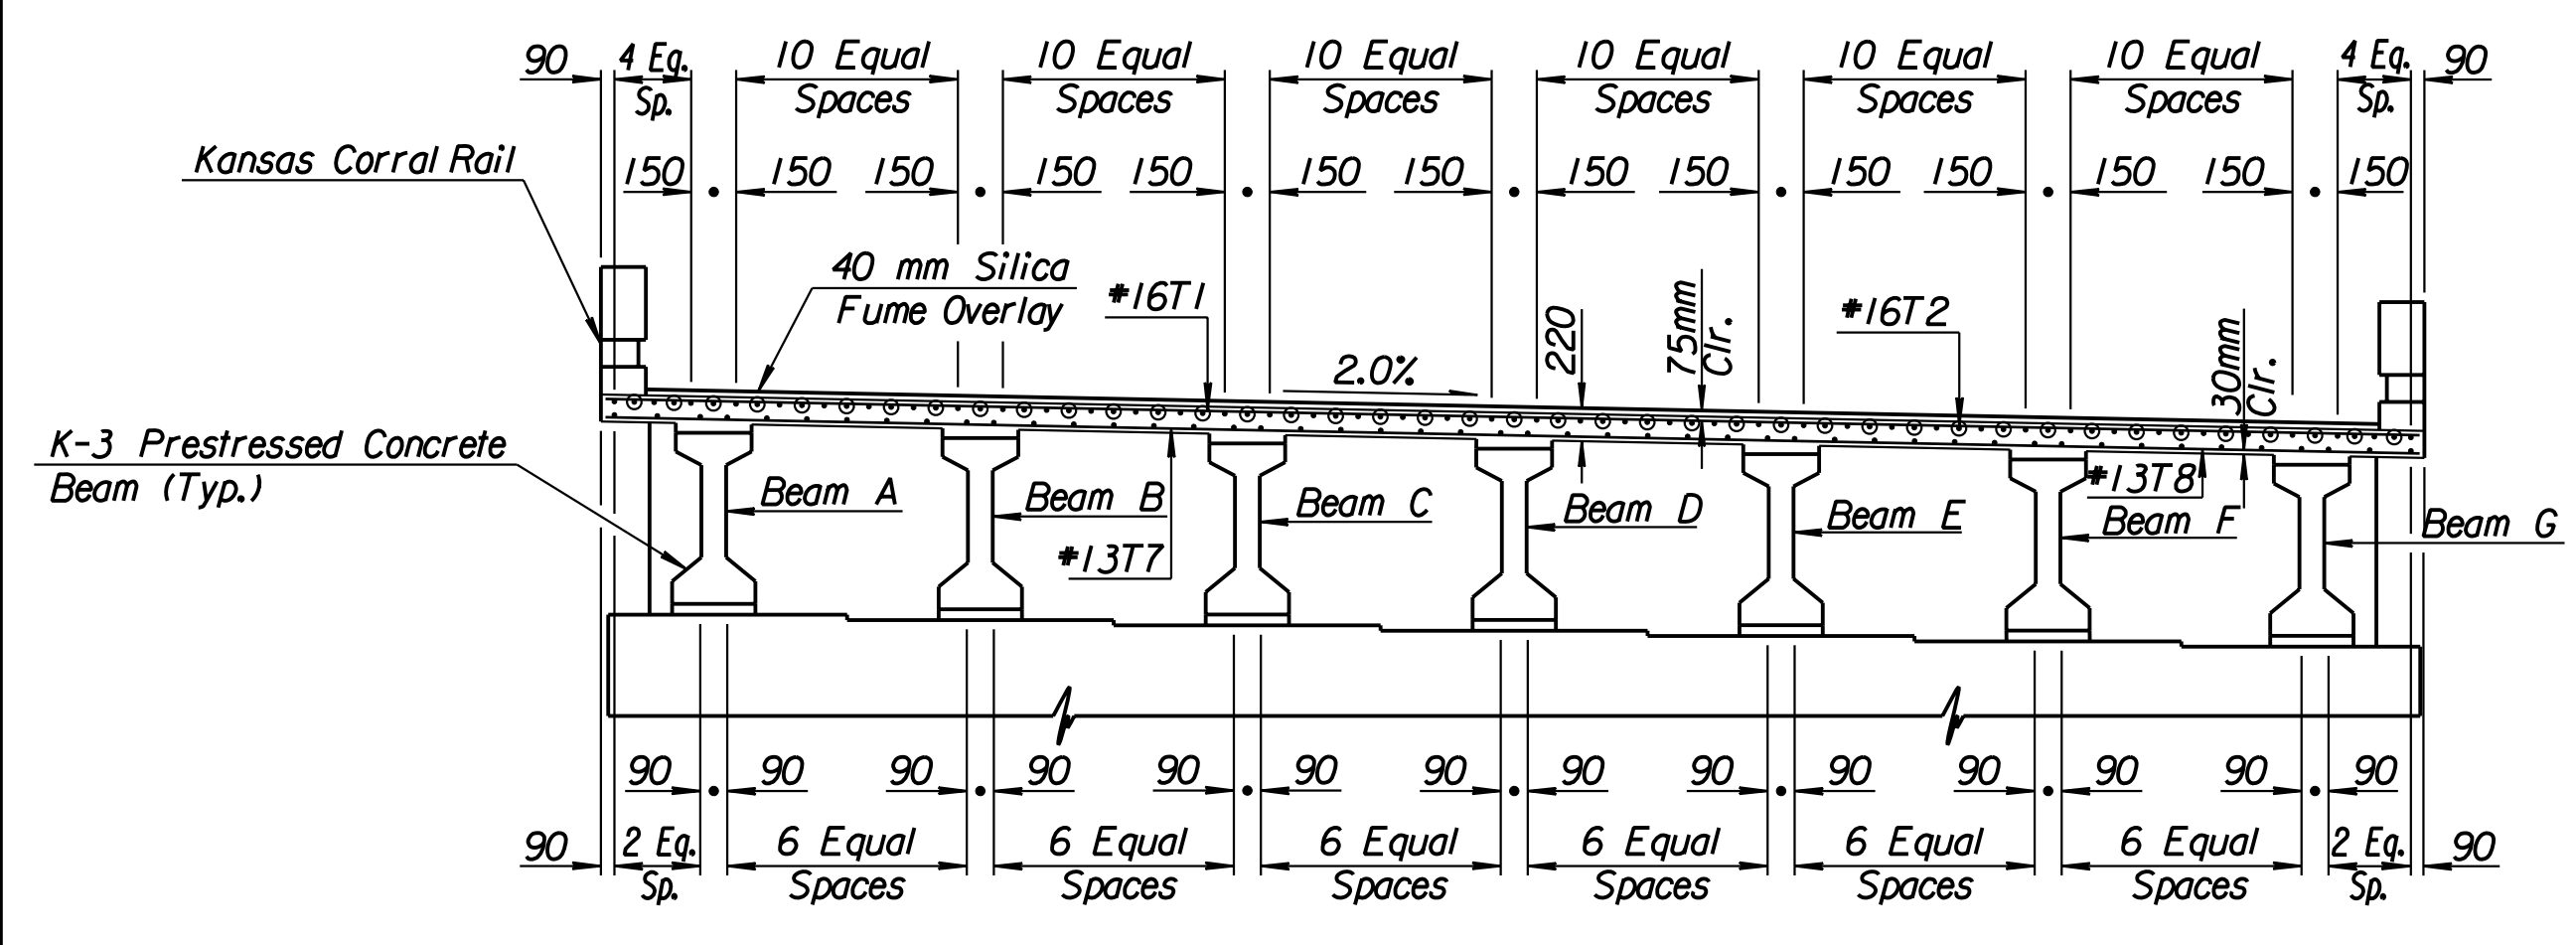 90 4 Eq. 10 Equal 10 Equal 10 Equal 10 Equal 10 Equal 10 Equal 4 Eq. 90
Sp. Spaces Spaces Spaces Spaces Spaces Spaces Sp.
Kansas Corral Rail
150 150 150 150 150 150 150 150 150 150 150 150 150 150
40 mm Silica
Fume Overlay
#16T1
2.0%
220
75mm
Clr.
#16T2
30mm
Clr.
K-3 Prestressed Concrete
Beam (Typ.)
Beam A
Beam B
Beam C
Beam D
Beam E
#13T8
Beam F
Beam G
#13T7
90 90 90 90 90 90 90 90 90 90 90 90 90 90
90 2 Eq. 6 Equal 6 Equal 6 Equal 6 Equal 6 Equal 6 Equal 2 Eq. 90
Sp. Spaces Spaces Spaces Spaces Spaces Spaces Sp.